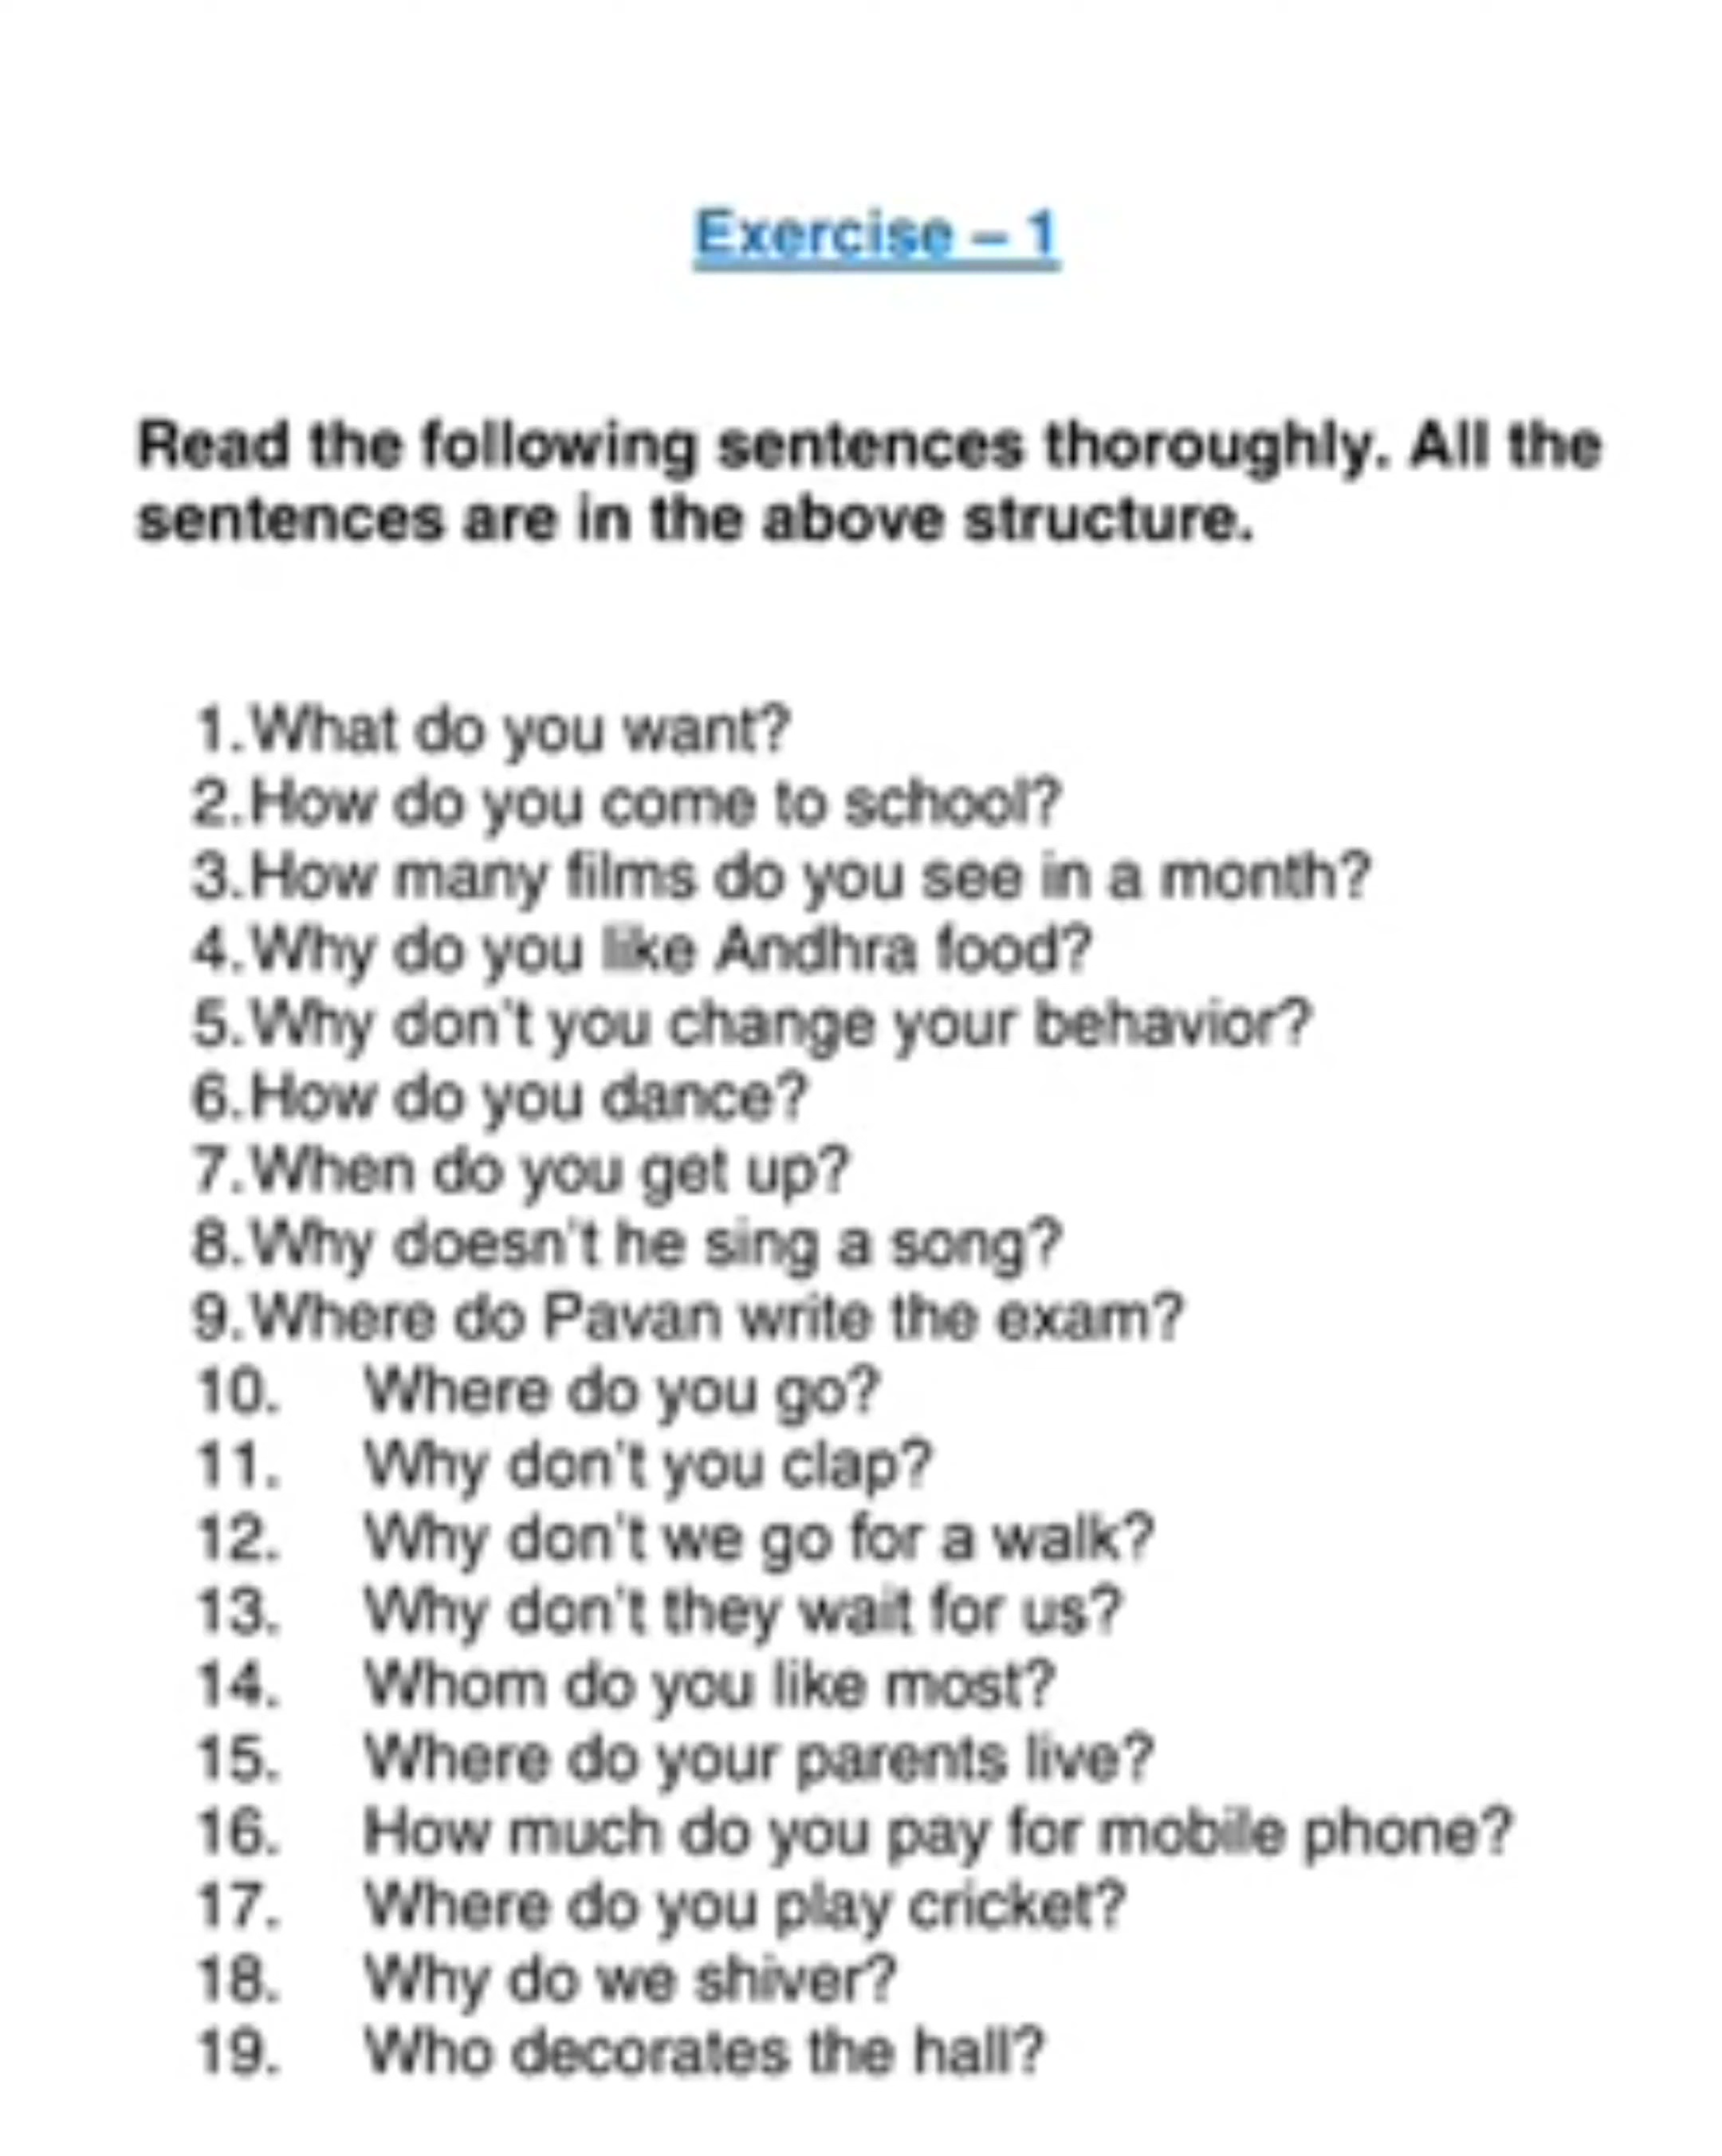 Exercise – 1
Read the following sentences thoroughly. All the
sentences are in the above structure.
1.What do you want?
2.How do you come to school?
3.How many films do you see in a month?
4.Why do you like Andhra food?
5.Why don't you change your behavior?
6.How do you dance?
7.When do you get up?
8.Why doesn't he sing a song?
9.Where do Pavan write the exam?
10. Where do you go?
11. Why don't you clap?
12. Why don't we go for a walk?
13. Why don't they wait for us?
14. Whom do you like most?
15. Where do your parents live?
16. How much do you pay for mobile phone?
17. Where do you play cricket?
18. Why do we shiver?
19. Who decorates the hall?